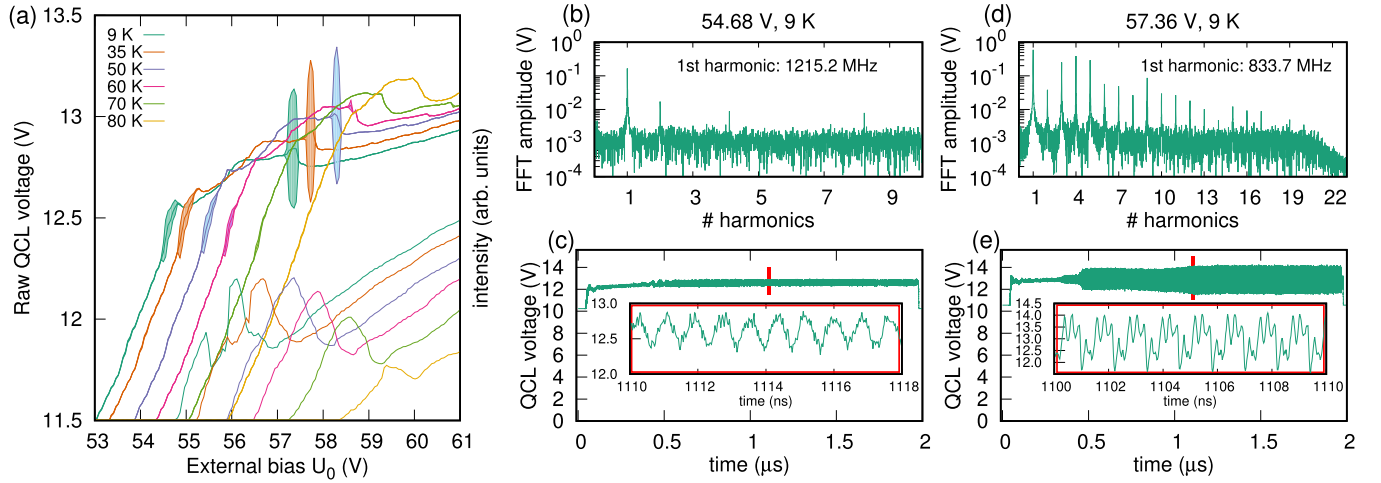 (a)
Raw QCL voltage (V)
13.5
13
12.5
12
11.5
9 K
35 K
50 K
60 K
70 K
80 K
53 54 55 56 57 58 59 60 61
External bias U0 (V)
intensity (arb. units)
(b)
54.68 V, 9 K
FFT amplitude (V)
10^0
10^-1
10^-2
10^-3
10^-4
1st harmonic: 1215.2 MHz
1 3 5 7 9
# harmonics
(c)
QCL voltage (V)
14
12
10
8
6
4
2
0
13.0
12.5
12.0
1110 1112 1114 1116 1118
time (ns)
0 0.5 1 1.5 2
time (μs)
(d)
57.36 V, 9 K
FFT amplitude (V)
10^0
10^-1
10^-2
10^-3
10^-4
1st harmonic: 833.7 MHz
1 4 7 10 13 16 19 22
# harmonics
(e)
QCL voltage (V)
14
12
10
8
6
4
2
0
14.5
14.0
13.5
13.0
12.5
12.0
1100 1102 1104 1106 1108 1110
time (ns)
0 0.5 1 1.5 2
time (μs)